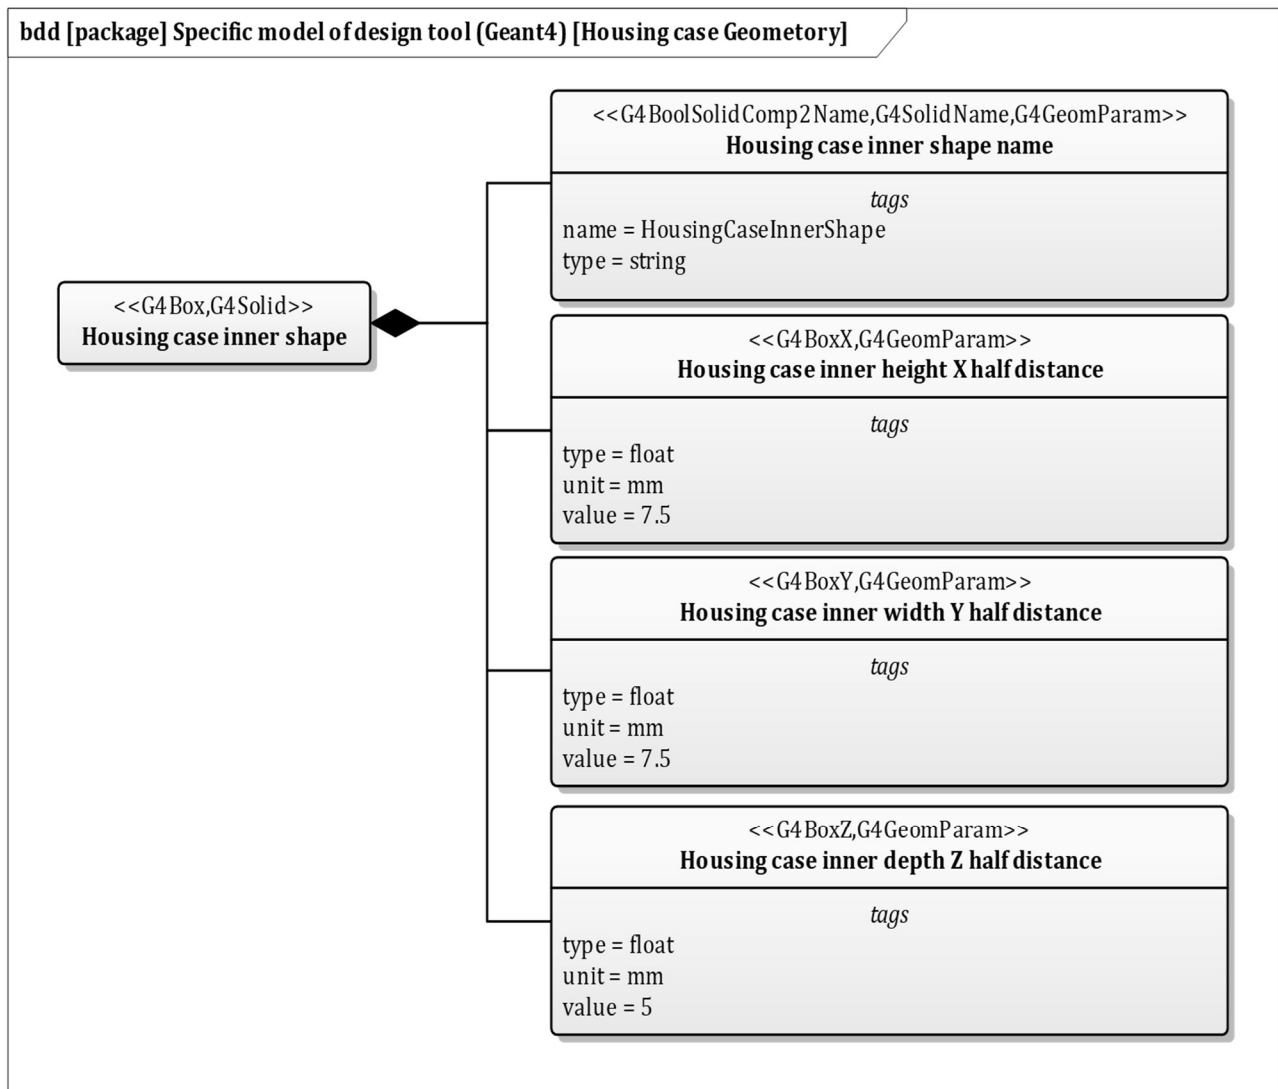 bdd [package] Specific model of design tool (Geant4) [Housing case Geometory]
<<G4BoolSolidComp2Name,G4SolidName,G4GeomParam>>
Housing case inner shape name
tags
name = HousingCaseInnerShape
type = string
<<G4Box,G4Solid>>
Housing case inner shape
<<G4BoxX,G4GeomParam>>
Housing case inner height X half distance
tags
type = float
unit = mm
value = 7.5
<<G4BoxY,G4GeomParam>>
Housing case inner width Y half distance
tags
type = float
unit = mm
value = 7.5
<<G4BoxZ,G4GeomParam>>
Housing case inner depth Z half distance
tags
type = float
unit = mm
value = 5